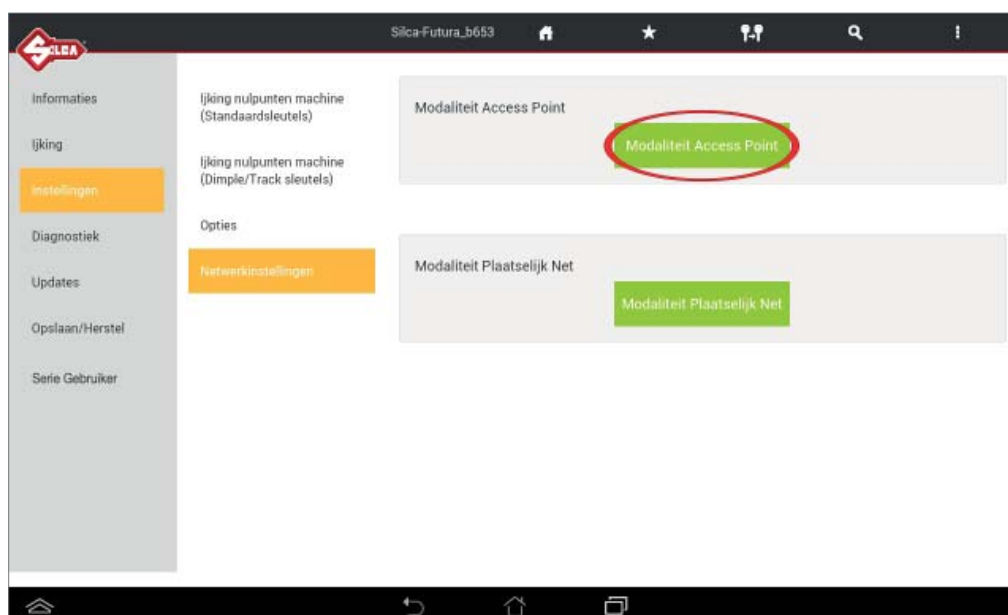 Silca-Futura_b653
SILCA
Informaties
Ijking
Instellingen
Diagnostiek
Updates
Opslaan/Herstel
Serie Gebruiker
Ijking nulpunten machine
(Standaardsleutels)
Ijking nulpunten machine
(Dimple/Track sleutels)
Opties
Netwerkinstellingen
Modaliteit Access Point
Modaliteit Access Point
Modaliteit Plaatselijk Net
Modaliteit Plaatselijk Net